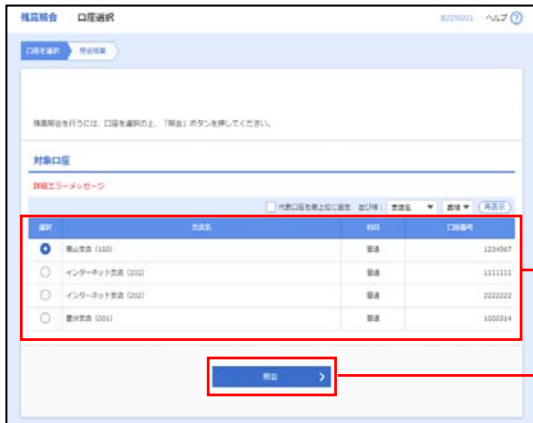 残高照会 口座選択 BZDS001 ヘルプ ?
口座を選択 照会結果
残高照会を行うには、口座を選択の上、「照会」ボタンを押してください。
対象口座
詳細エラーメッセージ
代表口座を最上位に固定 並び順: 支店名 昇順 再表示
選択 支店名 科目 口座番号
青山支店 (100) 普通 1234567
インターネット支店 (202) 普通 1111111
インターネット支店 (202) 普通 2222222
(001) 普通 1000314
照会